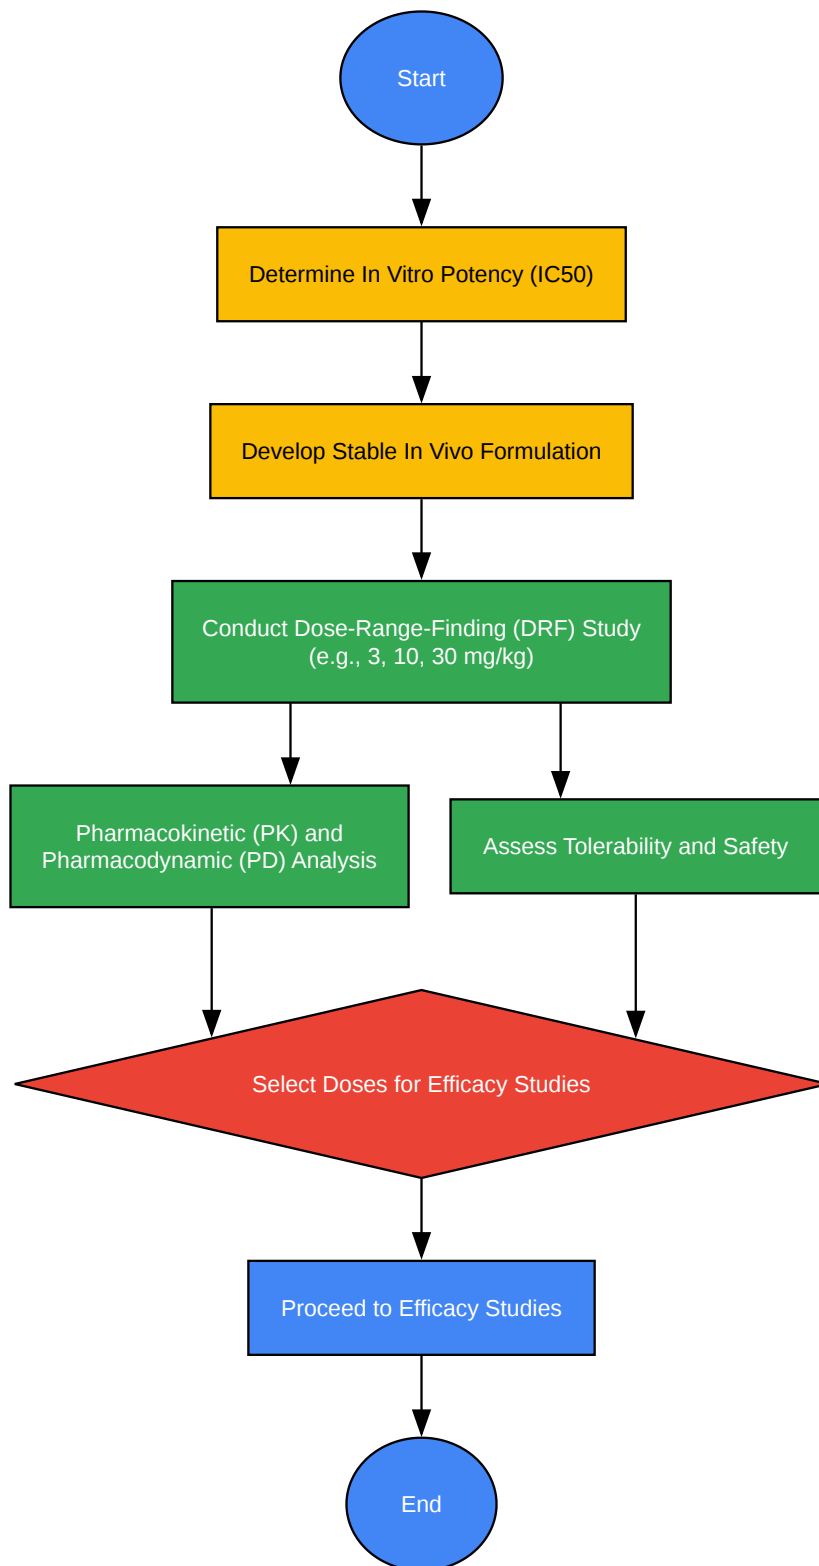 Start
Determine In Vitro Potency (IC50)
Develop Stable In Vivo Formulation
Conduct Dose-Range-Finding (DRF) Study
(e.g., 3, 10, 30 mg/kg)
Pharmacokinetic (PK) and
Pharmacodynamic (PD) Analysis
Assess Tolerability and Safety
Select Doses for Efficacy Studies
Proceed to Efficacy Studies
End